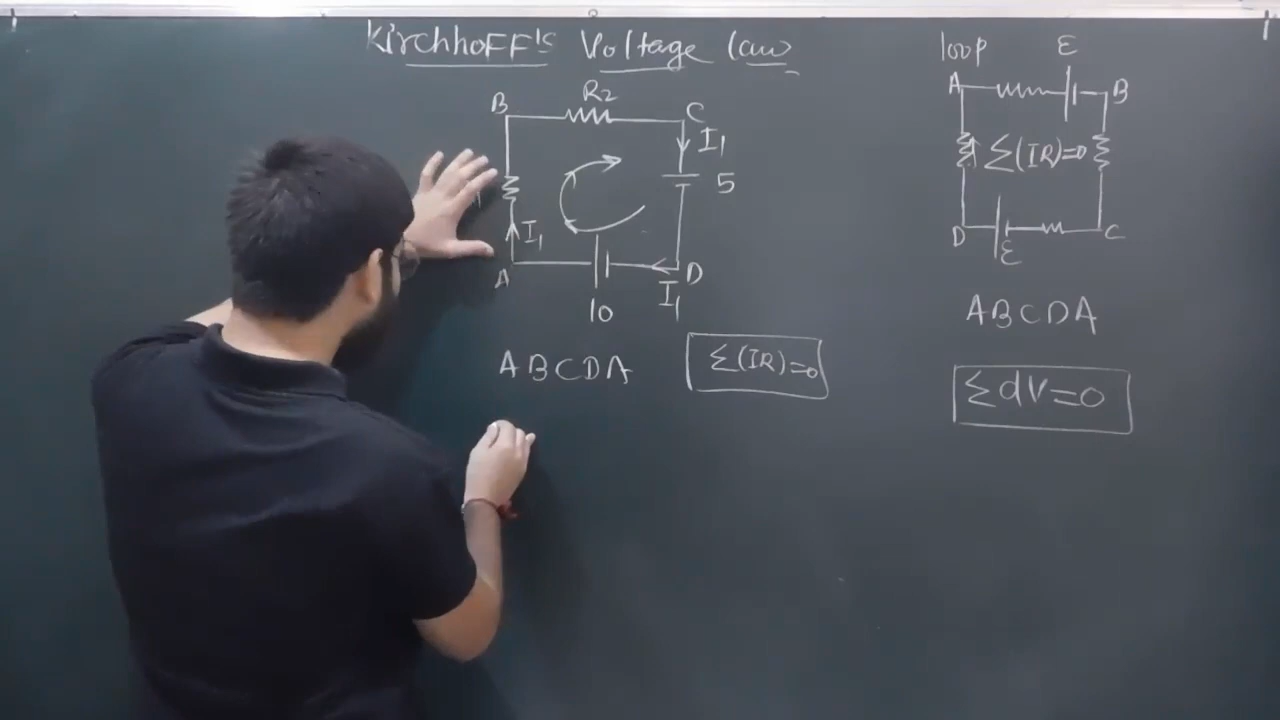 Kirchhoff's Voltage law
R2
B
C
I1
5
I1
A
D
I1
10
ABCDA
Σ(IR)=0
loop
ε
A
B
Σ(IR)=0
D
C
ε
ABCDA
ΣdV=0